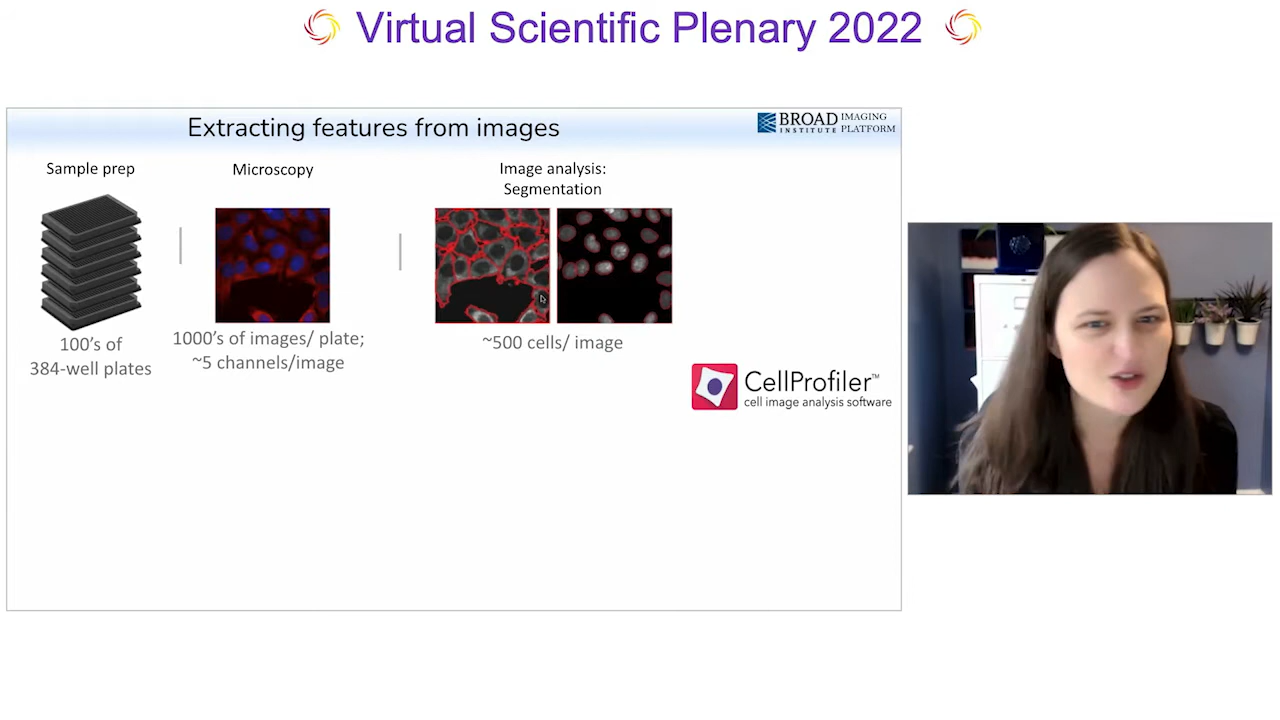 Virtual Scientific Plenary 2022
Extracting features from images
BROAD INSTITUTE IMAGING PLATFORM
Sample prep
Microscopy
Image analysis:
Segmentation
100's of
384-well plates
1000's of images/ plate;
~5 channels/image
~500 cells/ image
CellProfiler™
cell image analysis software